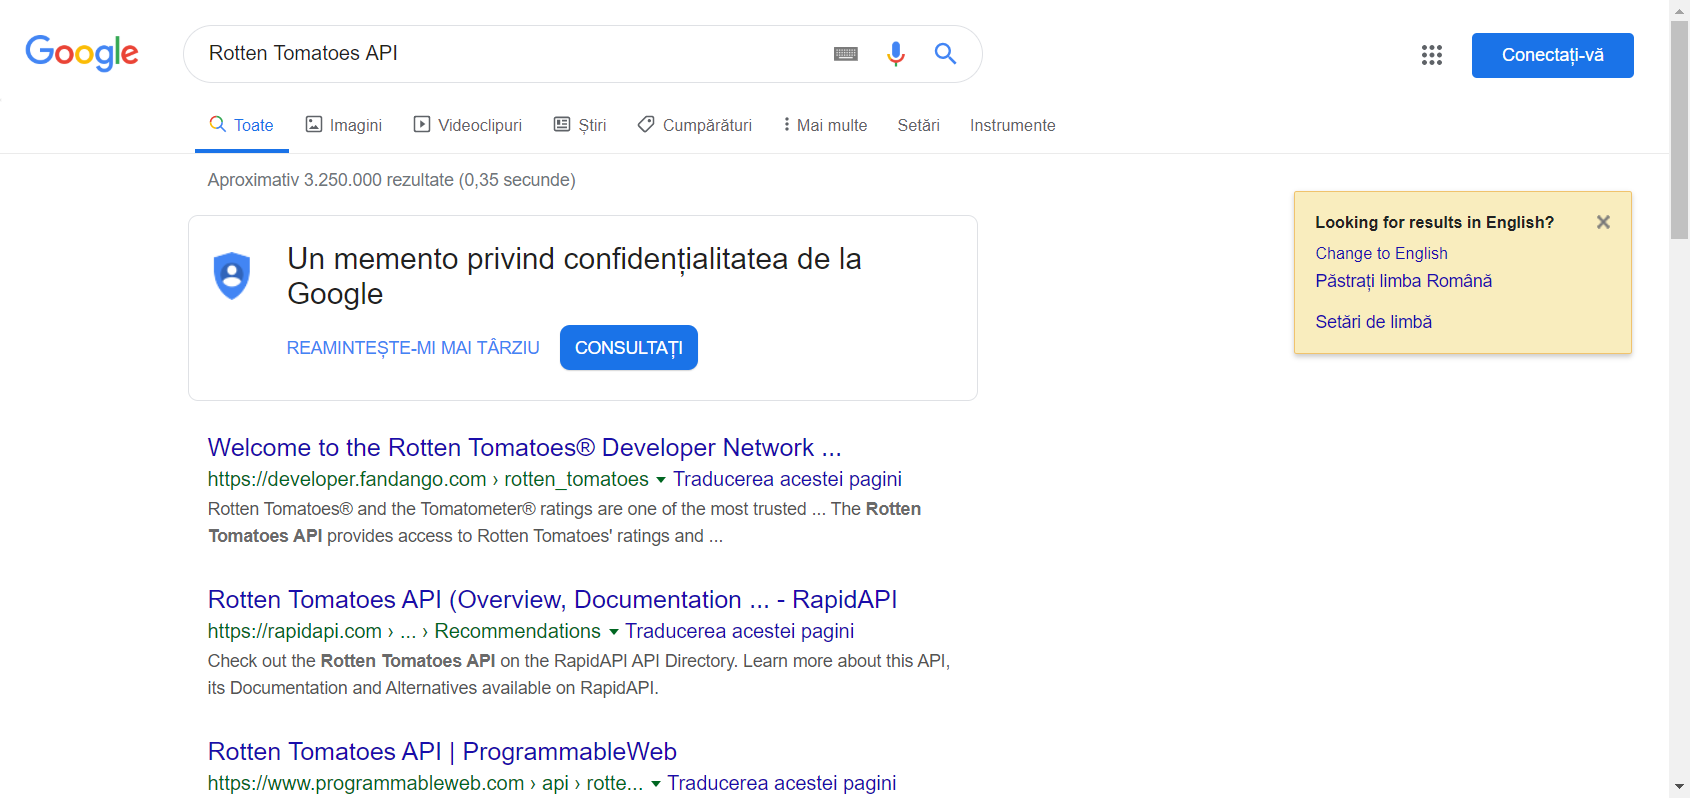 Google
Rotten Tomatoes API
Conectați-vă
Toate Imagini Videoclipuri Știri Cumpărături Mai multe Setări Instrumente
Aproximativ 3.250.000 rezultate (0,35 secunde)
Looking for results in English?
Change to English
Păstrați limba Română
Setări de limbă
Un memento privind confidențialitatea de la
Google
REAMINTEȘTE-MI MAI TÂRZIU CONSULTAȚI
Welcome to the Rotten Tomatoes® Developer Network ...
https://developer.fandango.com › rotten_tomatoes Traducerea acestei pagini
Rotten Tomatoes® and the Tomatometer® ratings are one of the most trusted ... The Rotten
Tomatoes API provides access to Rotten Tomatoes' ratings and ...
Rotten Tomatoes API (Overview, Documentation ... - RapidAPI
https://rapidapi.com › ... › Recommendations Traducerea acestei pagini
Check out the Rotten Tomatoes API on the RapidAPI API Directory. Learn more about this API,
its Documentation and Alternatives available on RapidAPI.
Rotten Tomatoes API | ProgrammableWeb
https://www.programmableweb.com › api › rotte... Traducerea acestei pagini